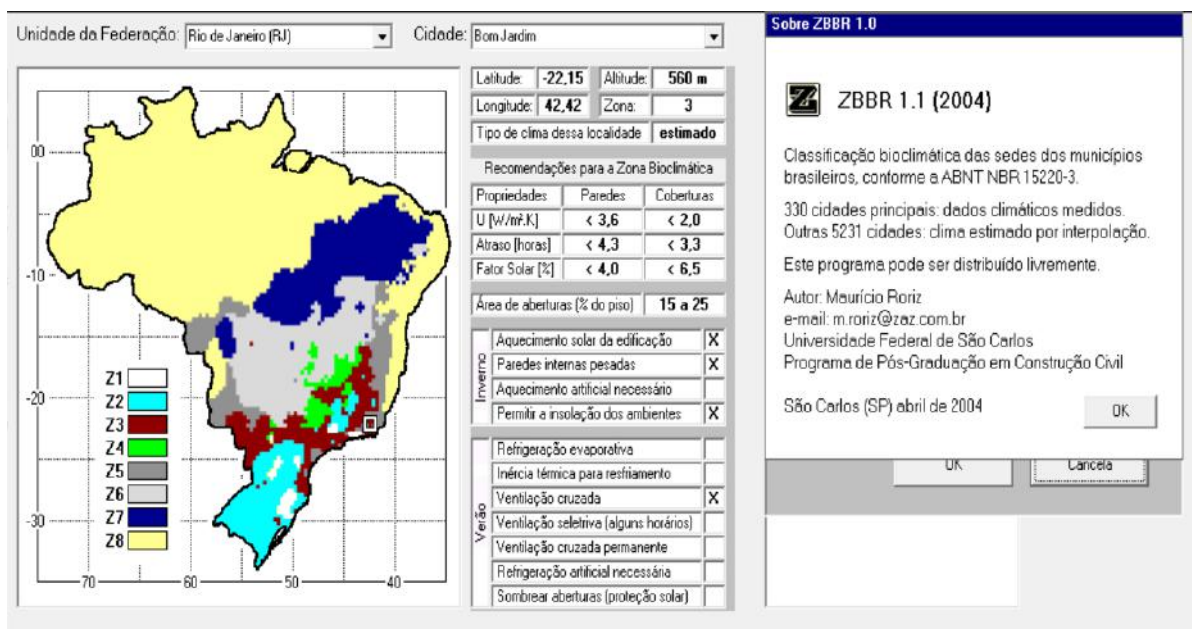 Unidade da Federação: Rio de Janeiro (RJ) Cidade: Bom Jardim
Latitude: -22,15 Altitude: 560 m
Longitude: 42,42 Zona: 3
Tipo de clima dessa localidade estimado
Recomendações para a Zona Bioclimática
Propriedades Paredes Coberturas
U [W/m².K] < 3,6 < 2,0
Atraso [horas] < 4,3 < 3,3
Fator Solar [%] < 4,0 < 6,5
Área de aberturas (% do piso) 15 a 25
Inverno
Aquecimento solar da edificação X
Paredes internas pesadas X
Aquecimento artificial necessário
Permitir a insolação dos ambientes X
Verão
Refrigeração evaporativa
Inércia térmica para resfriamento
Ventilação cruzada X
Ventilação seletriva (alguns horários)
Ventilação cruzada permanente
Refrigeração artificial necessária
Sombrear aberturas (proteção solar)
00
-10
-20
-30
70 60 50 40
Z1
Z2
Z3
Z4
Z5
Z6
Z7
Z8
Sobre ZBBR 1.0
ZBBR 1.1 (2004)
Classificação bioclimática das sedes dos municípios
brasileiros, conforme a ABNT NBR 15220-3.
330 cidades principais: dados climáticos medidos.
Outras 5231 cidades: clima estimado por interpolação.
Este programa pode ser distribuído livremente.
Autor: Maurício Roriz
e-mail: m.roriz@zaz.com.br
Universidade Federal de São Carlos
Programa de Pós-Graduação em Construção Civil
São Carlos (SP) abril de 2004
OK
OK Cancela